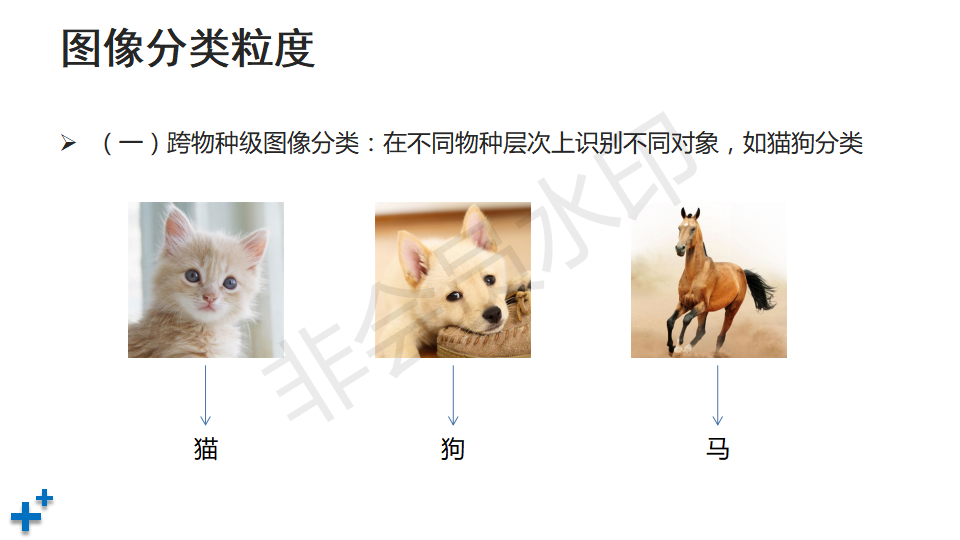 图像分类粒度
（一）跨物种级图像分类：在不同物种层次上识别不同对象，如猫狗分类
非会员水印
猫
狗
马